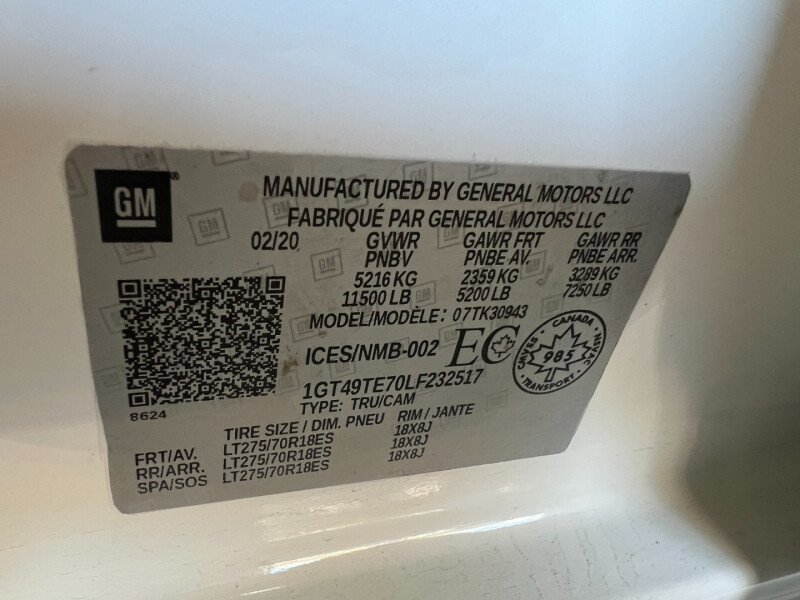 GM®
MANUFACTURED BY GENERAL MOTORS LLC
FABRIQUÉ PAR GENERAL MOTORS LLC
02/20 GVWR GAWR FRT GAWR RR
PNBV PNBE AV. PNBE ARR.
5216 KG 2359 KG 3289 KG
11500 LB 5200 LB 7250 LB
MODEL/MODÈLE: 07TK30943
ICES/NMB-002 EC
CANADA
985
TRANSPORT
1GT49TE70LF232517
TYPE: TRU/CAM
8624
TIRE SIZE / DIM. PNEU RIM / JANTE
FRT/AV. LT275/70R18ES 18X8J
RR/ARR. LT275/70R18ES 18X8J
SPA/SOS LT275/70R18ES 18X8J